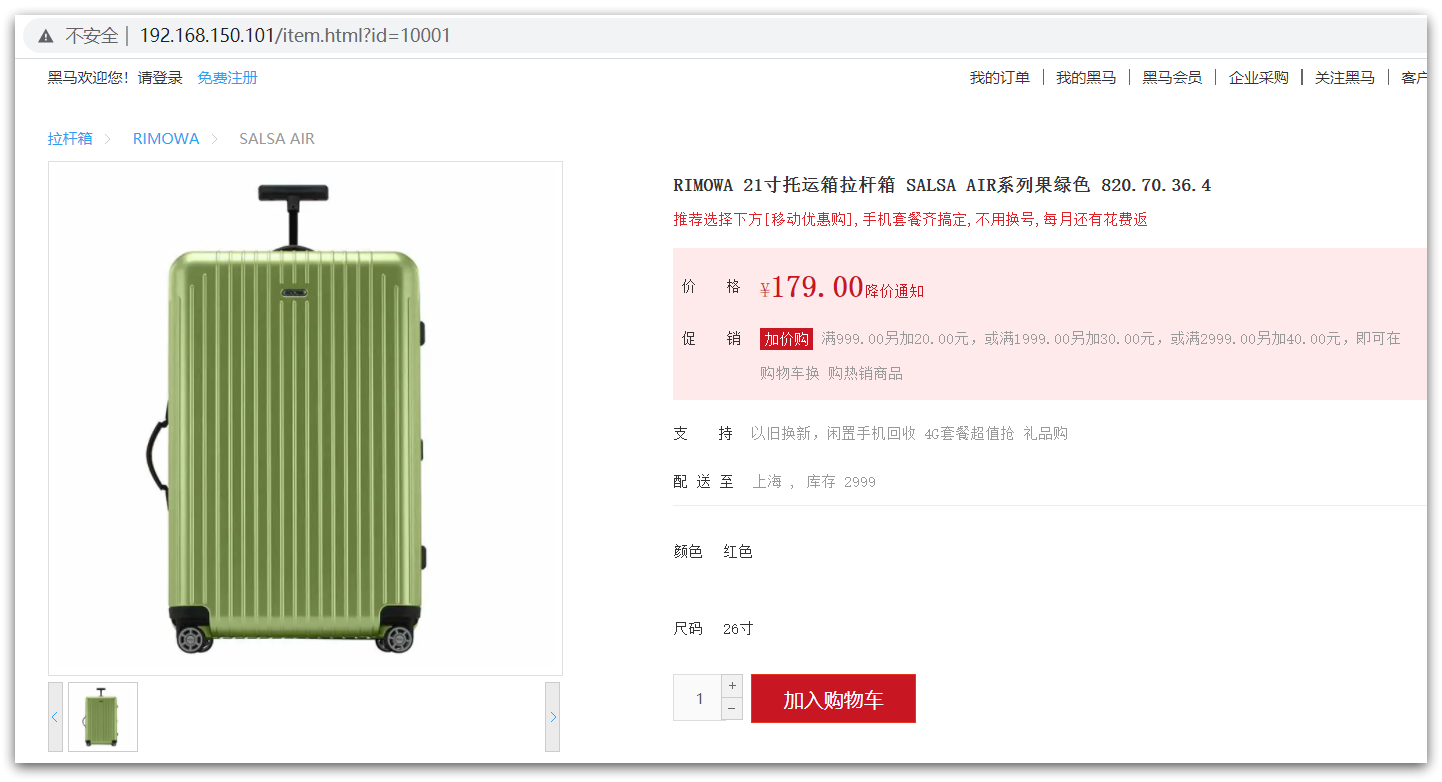 不安全 | 192.168.150.101/item.html?id=10001
黑马欢迎您！请登录 免费注册 我的订单 | 我的黑马 | 黑马会员 | 企业采购 | 关注黑马 | 客户
拉杆箱 > RIMOWA > SALSA AIR
RIMOWA 21寸托运箱拉杆箱 SALSA AIR系列果绿色 820.70.36.4
推荐选择下方[移动优惠购],手机套餐齐搞定,不用换号,每月还有花费返
价 格 ¥179.00降价通知
促 销 加价购 满999.00另加20.00元，或满1999.00另加30.00元，或满2999.00另加40.00元，即可在
购物车换 购热销商品
支 持 以旧换新，闲置手机回收 4G套餐超值抢 礼品购
配 送 至 上海 , 库存 2999
颜色 红色
尺码 26寸
1 + - 加入购物车